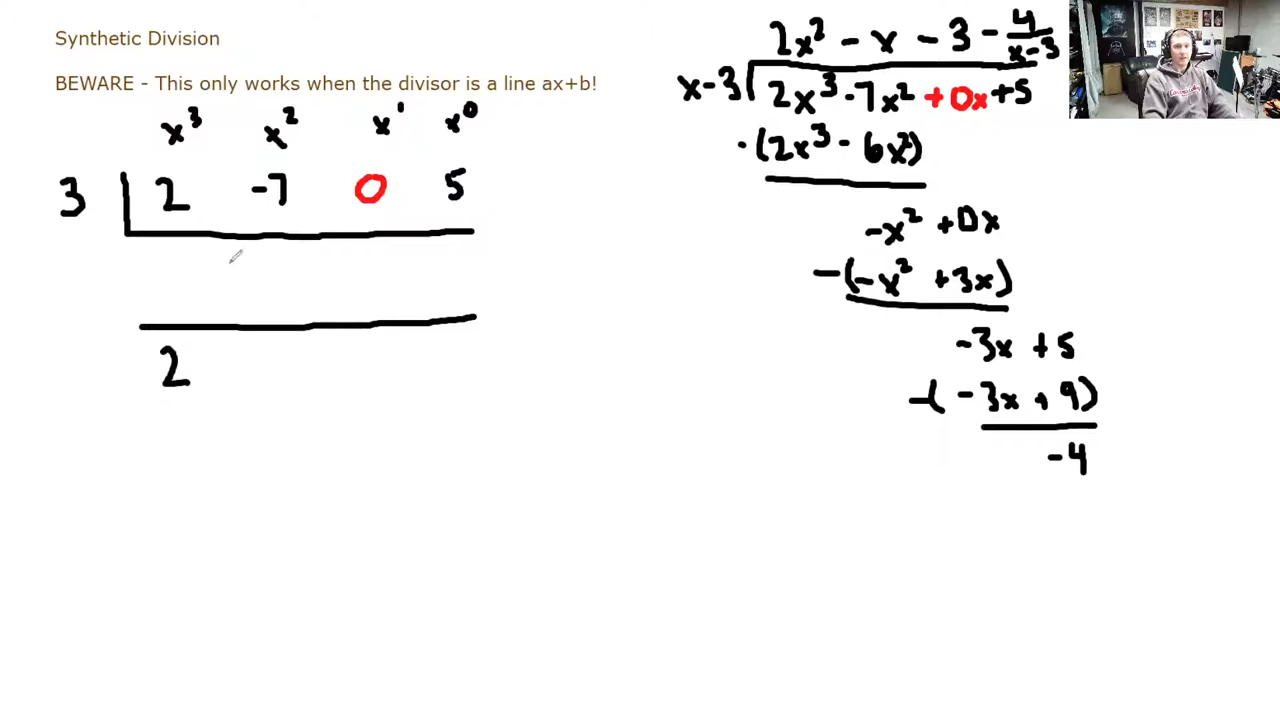 Synthetic Division
BEWARE - This only works when the divisor is a line ax+b!
x³ x² x¹ x⁰
3 2 -7 0 5
2
2x² - x - 3 - 4/(x-3)
x-3 2x³ -7x² +0x +5
-(2x³ - 6x²)
-x² +0x
-(-x² +3x)
-3x +5
-(-3x + 9)
-4